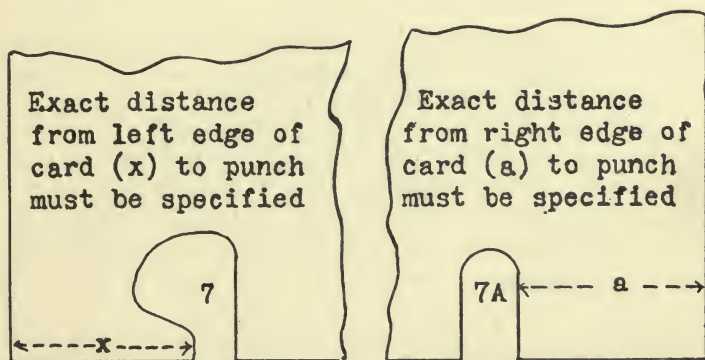 Exact distance
from left edge of
card (x) to punch
must be specified
7
x
Exact distance
from right edge of
card (a) to punch
must be specified
7A
a